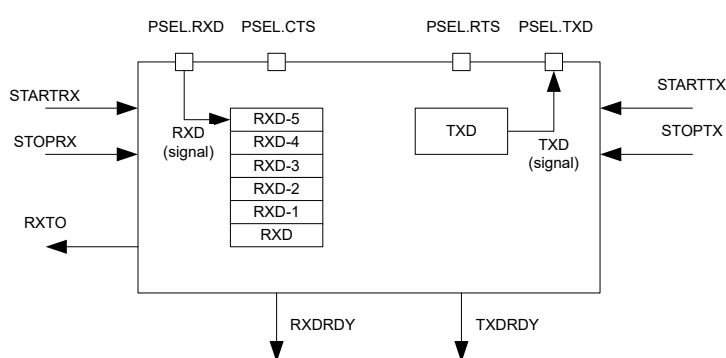 PSEL.RXD PSEL.CTS PSEL.RTS PSEL.TXD
STARTRX
STARTTX
RXD-5
RXD
(signal)
TXD
TXD
(signal)
STOPRX
STOPTX
RXD-4
RXD-3
RXD-2
RXD-1
RXD
RXTO
RXDRDY
TXDRDY